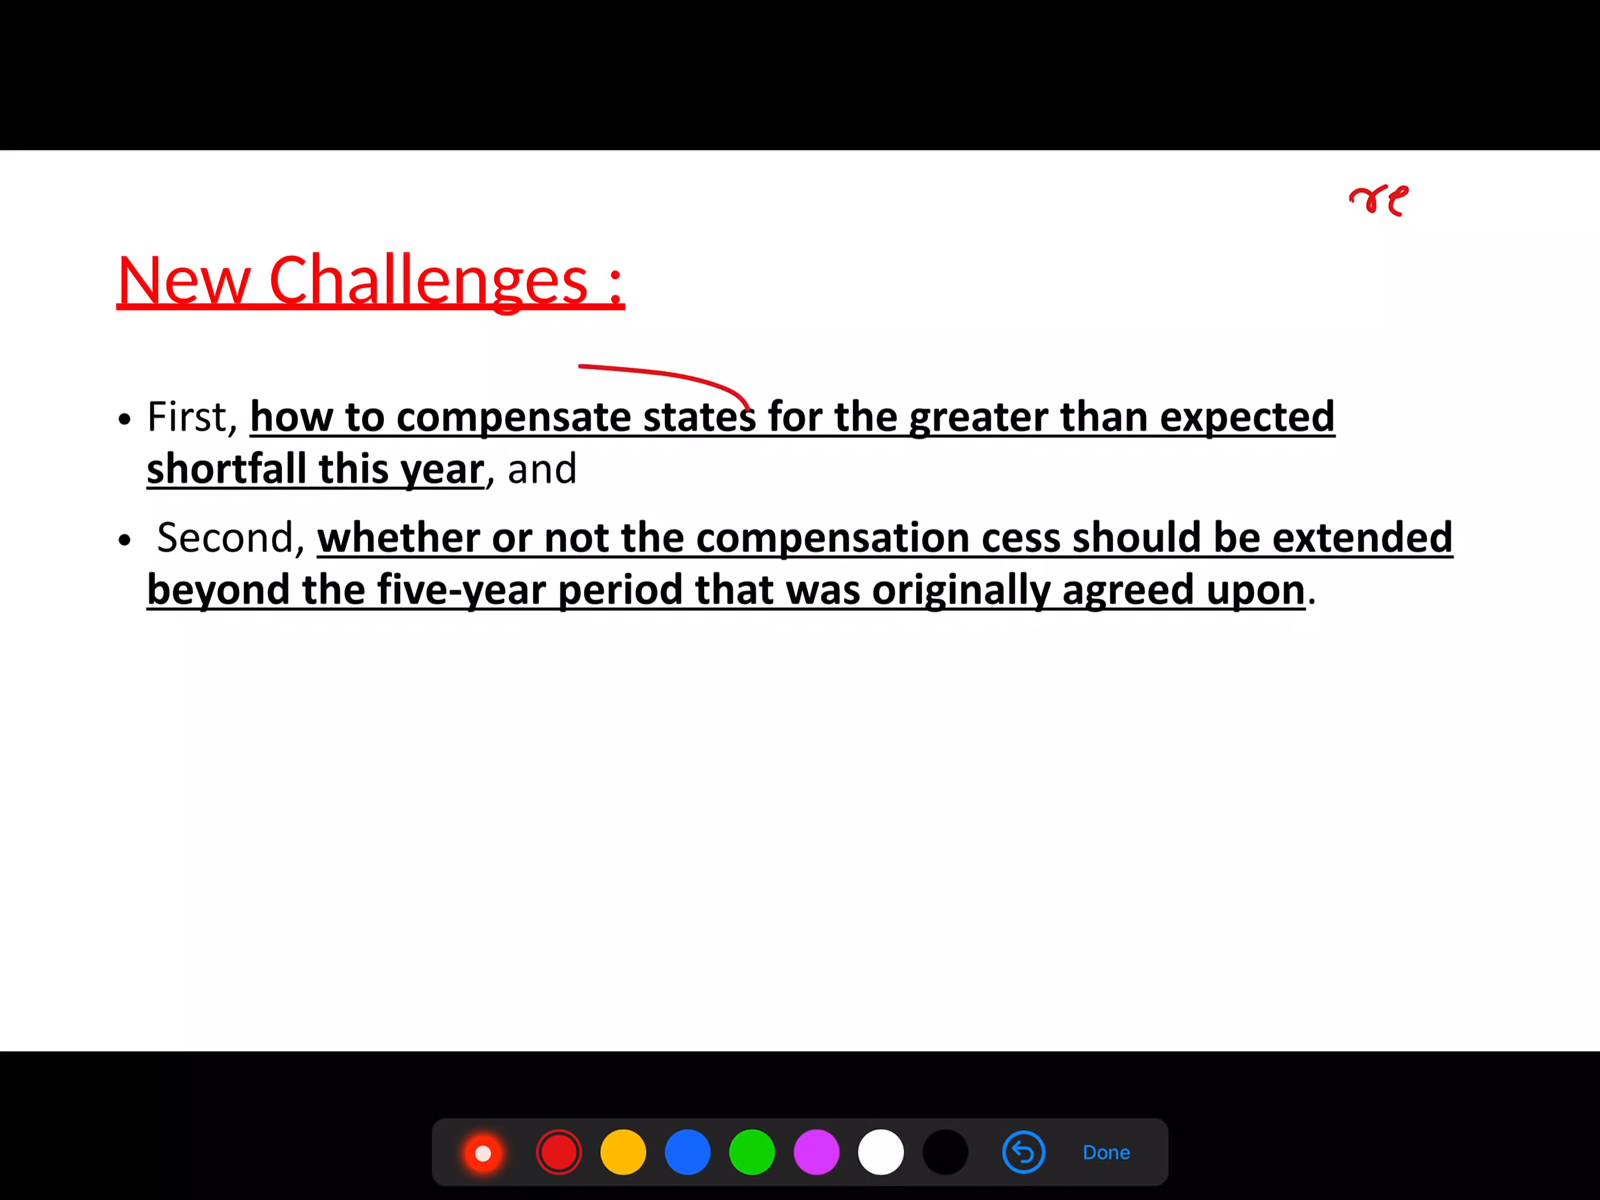 re
New Challenges :
• First, how to compensate states for the greater than expected
shortfall this year, and
• Second, whether or not the compensation cess should be extended
beyond the five-year period that was originally agreed upon.
Done